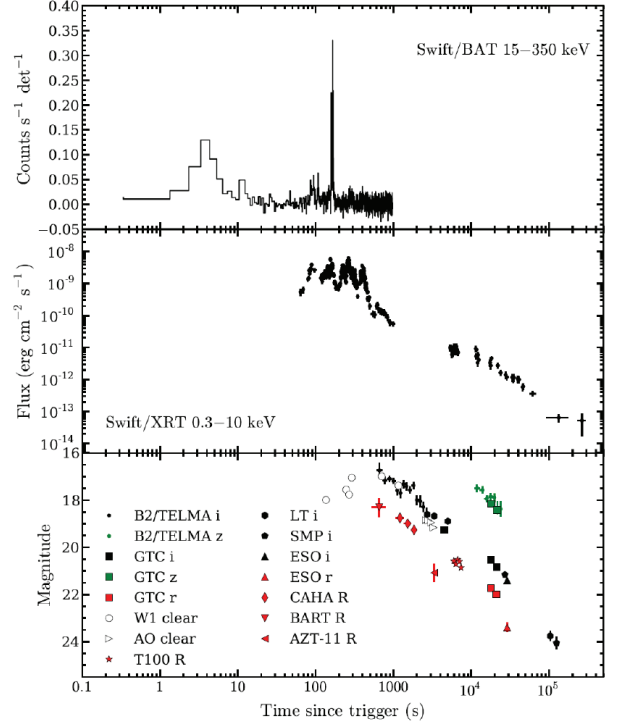 0.40
0.35
0.30
0.25
0.20
0.15
0.10
0.05
0.00
−0.05
Counts s⁻¹ det⁻¹
Swift/BAT 15−350 keV
10⁻⁸
10⁻⁹
10⁻¹⁰
10⁻¹¹
10⁻¹²
10⁻¹³
10⁻¹⁴
Flux (erg cm⁻² s⁻¹)
Swift/XRT 0.3−10 keV
16
18
20
22
24
Magnitude
B2/TELMA i
B2/TELMA z
GTC i
GTC z
GTC r
W1 clear
AO clear
T100 R
LT i
SMP i
ESO i
ESO r
CAHA R
BART R
AZT-11 R
0.1 1 10 100 1000 10⁴ 10⁵
Time since trigger (s)